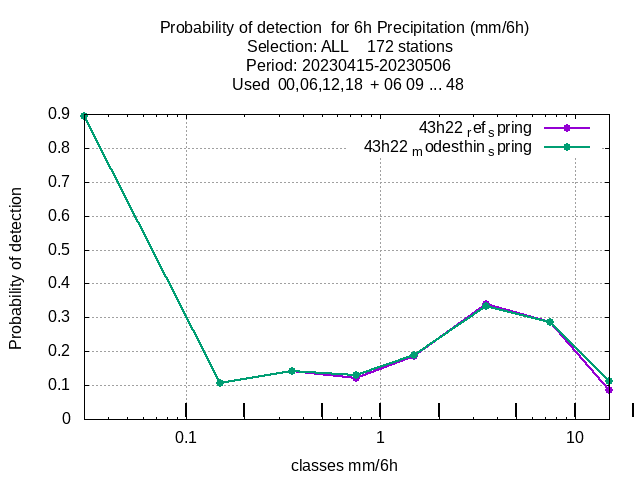 Probability of detection  for 6h Precipitation (mm/6h)
Selection: ALL    172 stations
Period: 20230415-20230506
Used  00,06,12,18  + 06 09 ... 48
43h22 ref spring
43h22 modesthin spring
Probability of detection
0.9
0.8
0.7
0.6
0.5
0.4
0.3
0.2
0.1
0
0.1 1 10
classes mm/6h